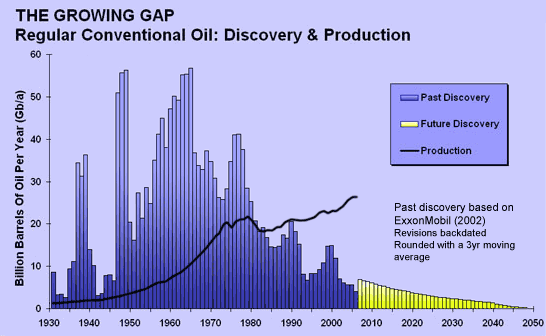 THE GROWING GAP
Regular Conventional Oil: Discovery & Production
Billion Barrels Of Oil Per Year (Gb/a)
60
50
40
30
20
10
0
1930
1940
1950
1960
1970
1980
1990
2000
2010
2020
2030
2040
2050
Past Discovery
Future Discovery
Production
Past discovery based on
ExxonMobil (2002)
Revisions backdated
Rounded with a 3yr moving
average